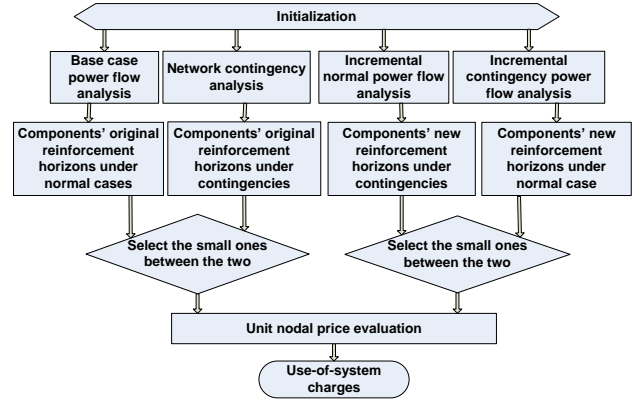 Initialization
Base case
power flow
analysis
Network contingency
analysis
Incremental
normal power flow
analysis
Incremental
contingency power
flow analysis
Components' original
reinforcement
horizons under
normal cases
Components' original
reinforcement
horizons under
contingencies
Components' new
reinforcement
horizons under
contingencies
Components' new
reinforcement
horizons under
normal case
Select the small ones
between the two
Select the small ones
between the two
Unit nodal price evaluation
Use-of-system
charges